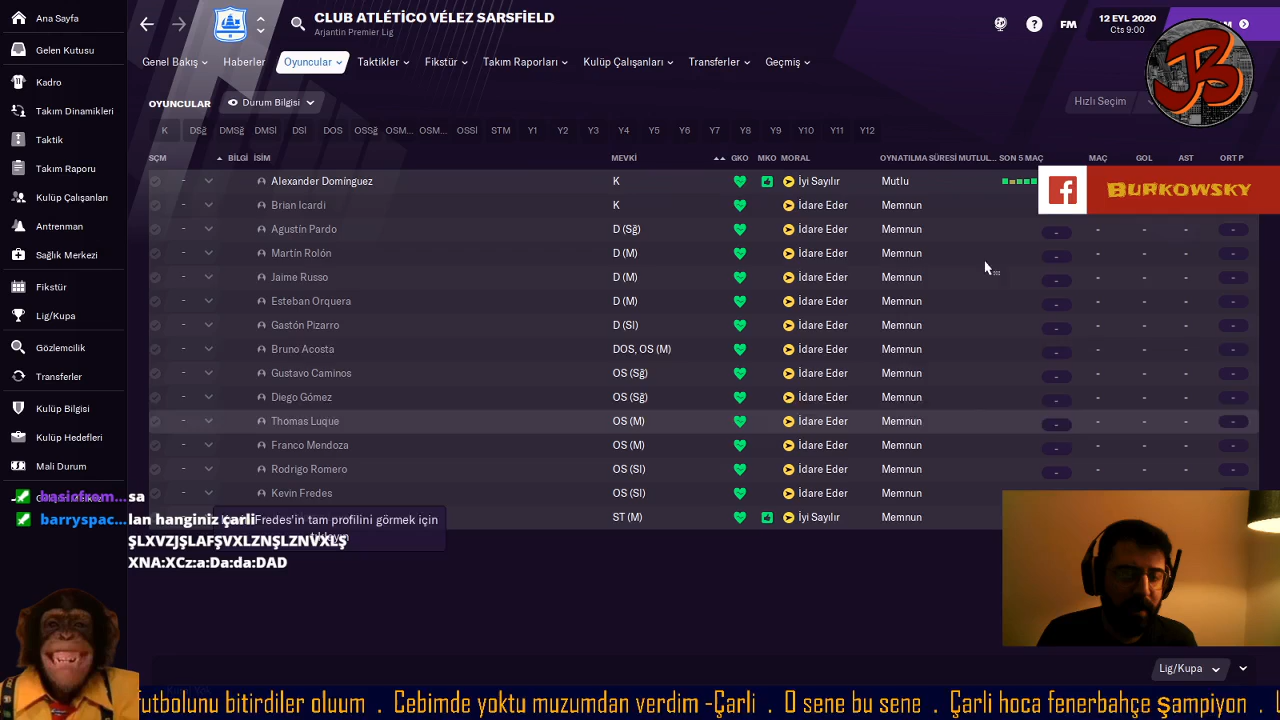 Ana Sayfa
Gelen Kutusu
Kadro
Takım Dinamikleri
Taktik
Takım Raporu
Kulüp Çalışanları
Antrenman
Sağlık Merkezi
Fikstür
Lig/Kupa
Gözlemcilik
Transferler
Kulüp Bilgisi
Kulüp Hedefleri
Mali Durum
CLUB ATLÉTİCO VÉLEZ SARSFİELD
Arjantin Premier Lig
FM
12 EYL 2020
Cts 9:00
Genel Bakış Haberler Oyuncular Taktikler Fikstür Takım Raporları Kulüp Çalışanları Transferler Geçmiş
OYUNCULAR Durum Bilgisi Hızlı Seçim
K DSğ DMSğ DMSl DSl DOS OSSğ OSM... OSM... OSSl STM Y1 Y2 Y3 Y4 Y5 Y6 Y7 Y8 Y9 Y10 Y11 Y12
SÇM BİLGİ İSİM MEVKİ GKO MKO MORAL OYNATILMA SÜRESİ MUTLUL... SON 5 MAÇ MAÇ GOL AST ORT P
- Alexander Domínguez K İyi Sayılır Mutlu
- Brian Icardi K İdare Eder Memnun
- Agustín Pardo D (Sğ) İdare Eder Memnun - - - - -
- Martín Rolón D (M) İdare Eder Memnun - - - - -
- Jaime Russo D (M) İdare Eder Memnun - - - - -
- Esteban Orquera D (M) İdare Eder Memnun - - - - -
- Gastón Pizarro D (Sl) İdare Eder Memnun - - - - -
- Bruno Acosta DOS, OS (M) İdare Eder Memnun - - - - -
- Gustavo Caminos OS (Sğ) İdare Eder Memnun - - - - -
- Diego Gómez OS (Sğ) İdare Eder Memnun - - - - -
- Thomas Luque OS (M) İdare Eder Memnun - - - - -
- Franco Mendoza OS (M) İdare Eder Memnun - - - - -
- Rodrigo Romero OS (Sl) İdare Eder Memnun - - - - -
- Kevin Fredes OS (Sl) İdare Eder Memnun
ST (M) İyi Sayılır Memnun
BURKOWSKY
Fredes'in tam profilini görmek için
sa
barryspac... lan hanginiz çarli
ŞLXVZJŞLAFŞVXLZNŞLZNVXLŞ
XNA:XCz:a:Da:da:DAD
Lig/Kupa
futbolunu bitirdiler oluum . Cebimde yoktu muzumdan verdim -Çarli . O sene bu sene . Çarli hoca fenerbahçe şampiyon .